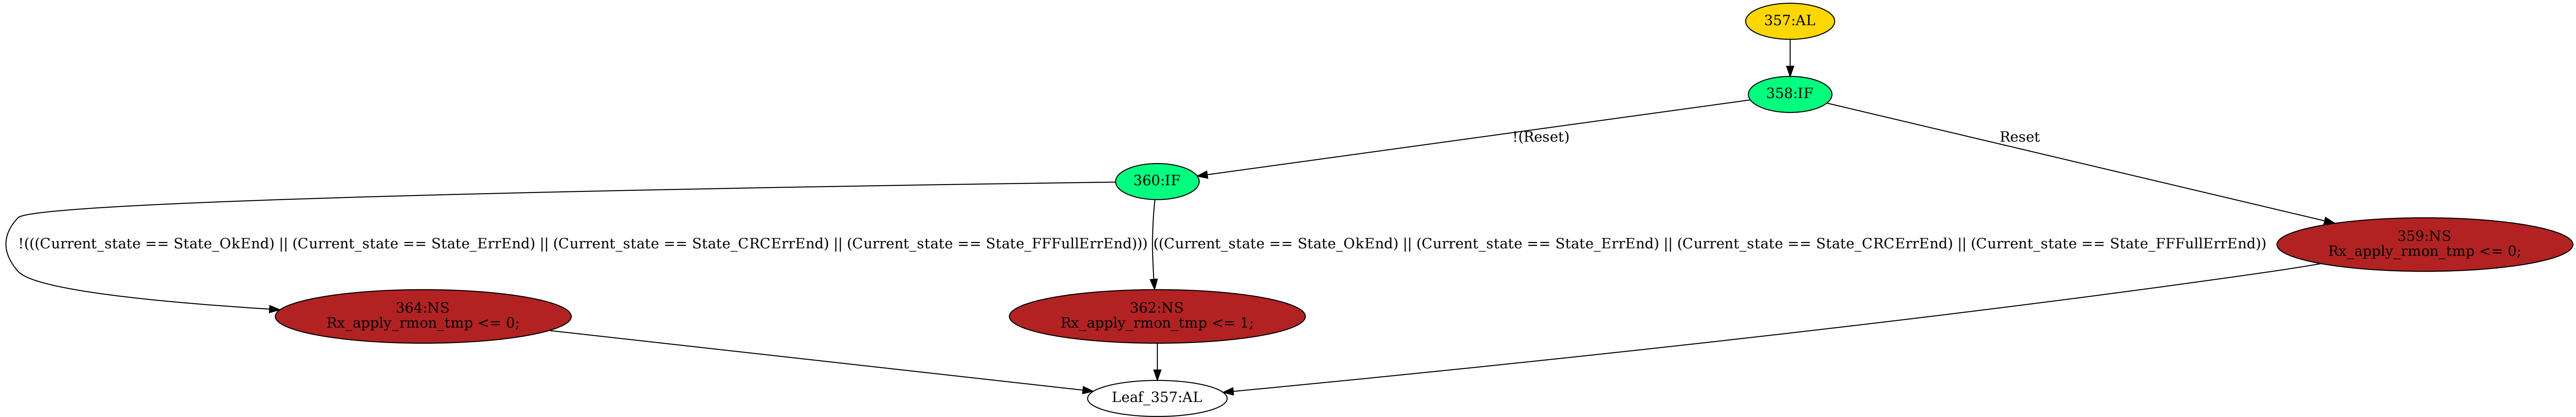 357:AL
358:IF
!(Reset)
Reset
360:IF
!(((Current_state == State_OkEnd) || (Current_state == State_ErrEnd) || (Current_state == State_CRCErrEnd) || (Current_state == State_FFFullErrEnd)))
((Current_state == State_OkEnd) || (Current_state == State_ErrEnd) || (Current_state == State_CRCErrEnd) || (Current_state == State_FFFullErrEnd))
359:NS
Rx_apply_rmon_tmp <= 0;
364:NS
Rx_apply_rmon_tmp <= 0;
362:NS
Rx_apply_rmon_tmp <= 1;
Leaf_357:AL